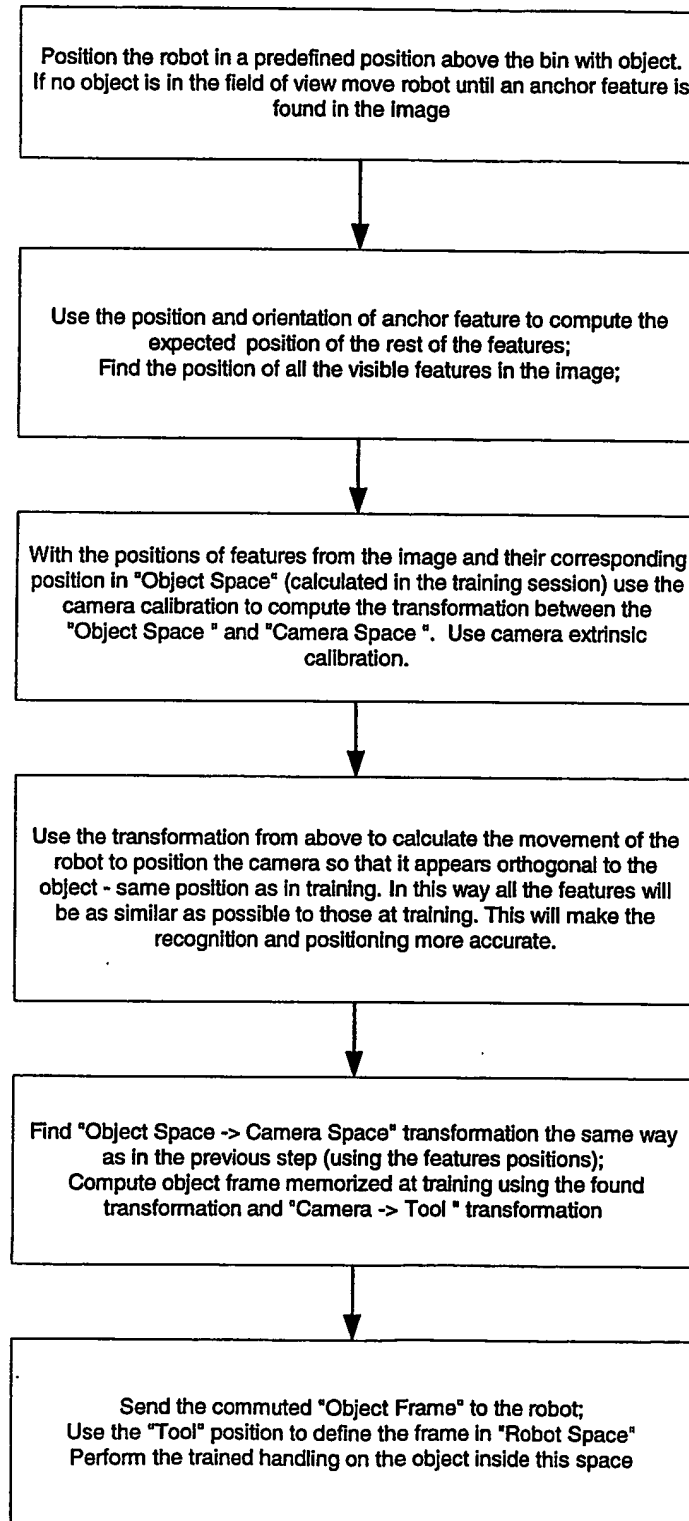 Position the robot in a predefined position above the bin with object.
If no object is in the field of view move robot until an anchor feature is
found in the image
Use the position and orientation of anchor feature to compute the
expected position of the rest of the features;
Find the position of all the visible features in the image;
With the positions of features from the image and their corresponding
position in "Object Space" (calculated in the training session) use the
camera calibration to compute the transformation between the
"Object Space " and "Camera Space ". Use camera extrinsic
calibration.
Use the transformation from above to calculate the movement of the
robot to position the camera so that it appears orthogonal to the
object - same position as in training. In this way all the features will
be as similar as possible to those at training. This will make the
recognition and positioning more accurate.
Find "Object Space -> Camera Space" transformation the same way
as in the previous step (using the features positions);
Compute object frame memorized at training using the found
transformation and "Camera -> Tool " transformation
Send the commuted "Object Frame" to the robot;
Use the "Tool" position to define the frame in "Robot Space"
Perform the trained handling on the object inside this space